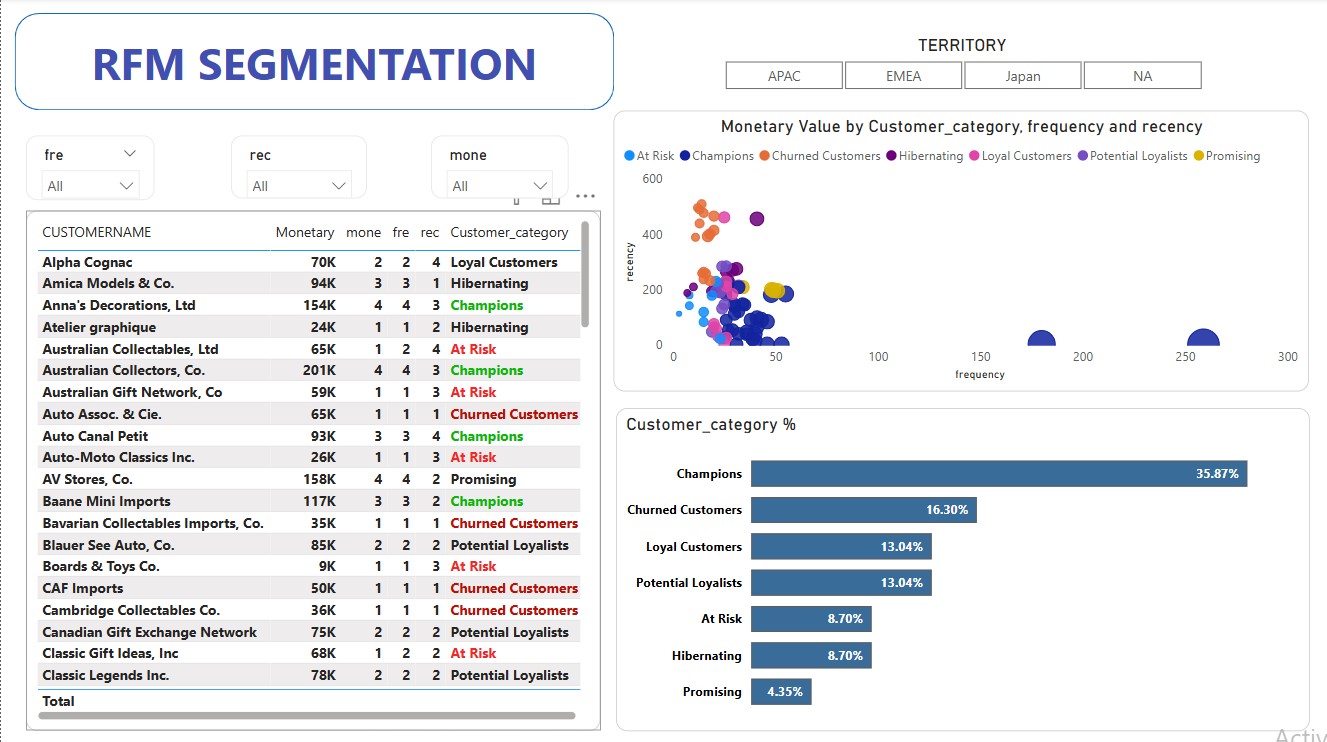 RFM SEGMENTATION
TERRITORY
APAC EMEA Japan NA
fre rec mone
All All All
CUSTOMERNAME Monetary mone fre rec Customer_category
Alpha Cognac 70K 2 2 4 Loyal Customers
Amica Models & Co. 94K 3 3 1 Hibernating
Anna's Decorations, Ltd 154K 4 4 3 Champions
Atelier graphique 24K 1 1 2 Hibernating
Australian Collectables, Ltd 65K 1 2 4 At Risk
Australian Collectors, Co. 201K 4 4 3 Champions
Australian Gift Network, Co 59K 1 1 3 At Risk
Auto Assoc. & Cie. 65K 1 1 1 Churned Customers
Auto Canal Petit 93K 3 3 4 Champions
Auto-Moto Classics Inc. 26K 1 1 3 At Risk
AV Stores, Co. 158K 4 4 2 Promising
Baane Mini Imports 117K 3 3 2 Champions
Bavarian Collectables Imports, Co. 35K 1 1 1 Churned Customers
Blauer See Auto, Co. 85K 2 2 2 Potential Loyalists
Boards & Toys Co. 9K 1 1 3 At Risk
CAF Imports 50K 1 1 1 Churned Customers
Cambridge Collectables Co. 36K 1 1 1 Churned Customers
Canadian Gift Exchange Network 75K 2 2 2 Potential Loyalists
Classic Gift Ideas, Inc 68K 1 2 2 At Risk
Classic Legends Inc. 78K 2 2 2 Potential Loyalists
Total
Monetary Value by Customer_category, frequency and recency
At Risk Champions Churned Customers Hibernating Loyal Customers Potential Loyalists Promising
600
400
200
0
recency
0 50 100 150 200 250 300
frequency
Customer_category %
Champions 35.87%
Churned Customers 16.30%
Loyal Customers 13.04%
Potential Loyalists 13.04%
At Risk 8.70%
Hibernating 8.70%
Promising 4.35%